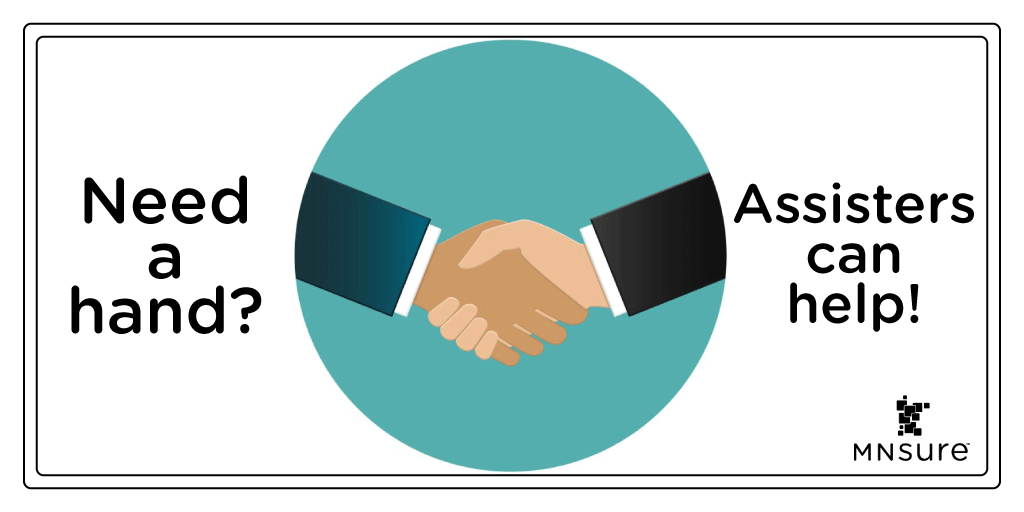 Need
a
hand?
Assisters
can
help!
MNsure